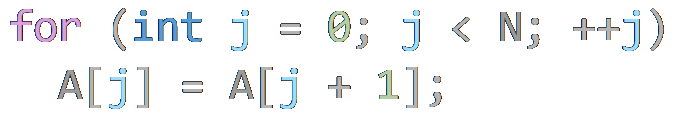 for (int j = 0; j < N; ++j)
  A[j] = A[j + 1];